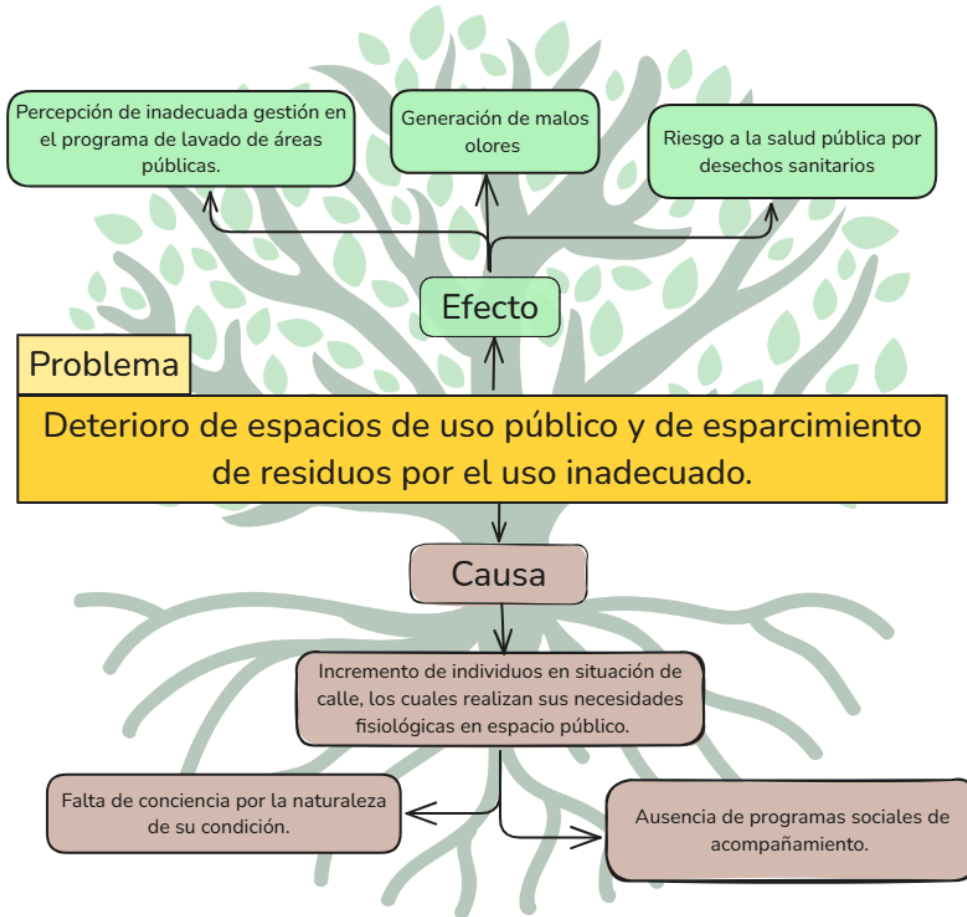 Percepción de inadecuada gestión en
el programa de lavado de áreas
públicas.
Generación de malos
olores
Riesgo a la salud pública por
desechos sanitarios
Efecto
Problema
Deterioro de espacios de uso público y de esparcimiento
de residuos por el uso inadecuado.
Causa
Incremento de individuos en situación de
calle, los cuales realizan sus necesidades
fisiológicas en espacio público.
Falta de conciencia por la naturaleza
de su condición.
Ausencia de programas sociales de
acompañamiento.